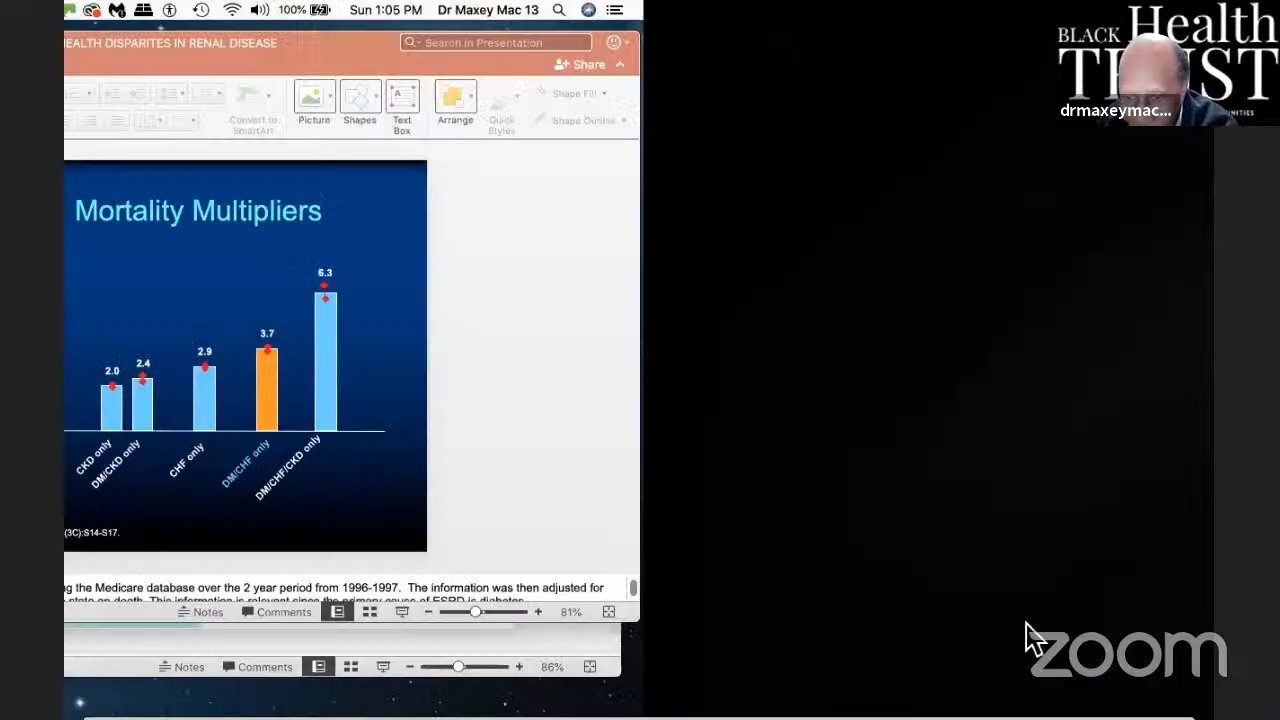 100% Sun 1:05 PM Dr Maxey Mac 13
HEALTH DISPARITES IN RENAL DISEASE
Search in Presentation
Share
Convert to
SmartArt
Picture
Shapes
Text
Box
Arrange
Quick
Styles
Shape Fill
Shape Outline
BLACK Health
drmaxeymac...
Mortality Multipliers
2.0
2.4
2.9
3.7
6.3
CKD only
DM/CKD only
CHF only
DM/CHF only
DM/CHF/CKD only
(3C):S14-S17.
the Medicare database over the 2 year period from 1996-1997. The information was then adjusted for
Notes Comments 81%
Notes Comments 86%
zoom